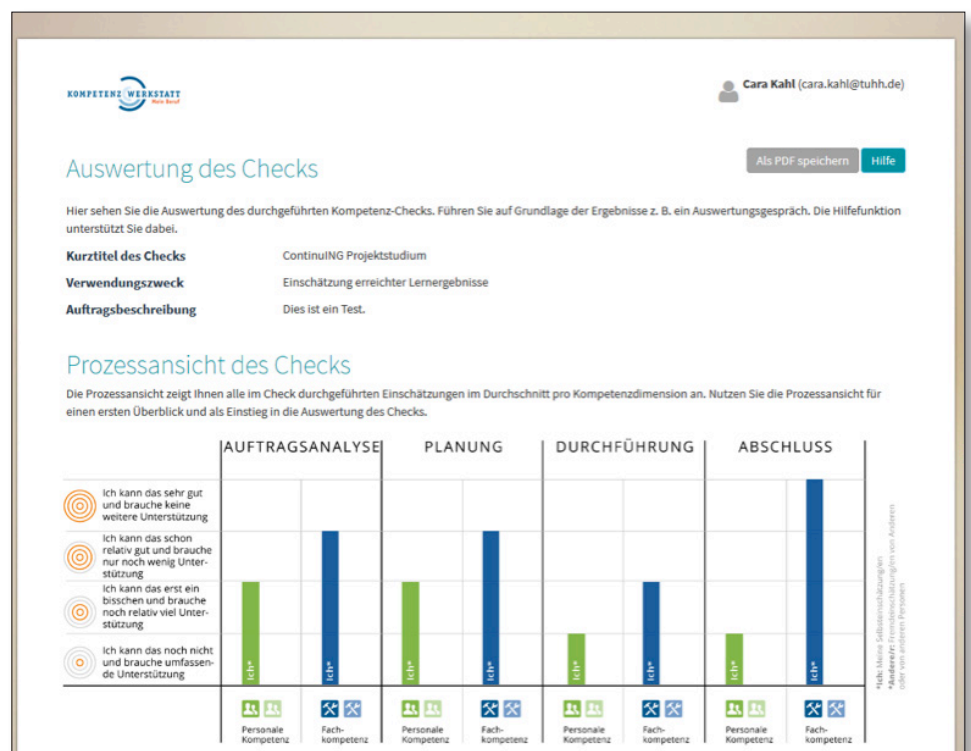 KOMPETENZ WERKSTATT
Mein Beruf
Cara Kahl (cara.kahl@tuhh.de)
Auswertung des Checks
Als PDF speichern
Hilfe
Hier sehen Sie die Auswertung des durchgeführten Kompetenz-Checks. Führen Sie auf Grundlage der Ergebnisse z. B. ein Auswertungsgespräch. Die Hilfefunktion
unterstützt Sie dabei.
Kurztitel des Checks ContinuING Projektstudium
Verwendungszweck Einschätzung erreichter Lernergebnisse
Auftragsbeschreibung Dies ist ein Test.
Prozessansicht des Checks
Die Prozessansicht zeigt Ihnen alle im Check durchgeführten Einschätzungen im Durchschnitt pro Kompetenzdimension an. Nutzen Sie die Prozessansicht für
einen ersten Überblick und als Einstieg in die Auswertung des Checks.
AUFTRAGSANALYSE PLANUNG DURCHFÜHRUNG ABSCHLUSS
Ich kann das sehr gut
und brauche keine
weitere Unterstützung
Ich kann das schon
relativ gut und brauche
nur noch wenig Unter-
stützung
Ich kann das erst ein
bisschen und brauche
noch relativ viel Unter-
stützung
Ich kann das noch nicht
und brauche umfassen-
de Unterstützung
Ich* Ich* Ich* Ich* Ich* Ich* Ich* Ich*
*Ich: Meine Selbsteinschätzung/en
*Andere/r: Fremdeinschätzung/en von Anderen
oder von anderen Personen
Personale Fach- Personale Fach- Personale Fach- Personale Fach-
Kompetenz kompetenz Kompetenz kompetenz Kompetenz kompetenz Kompetenz kompetenz